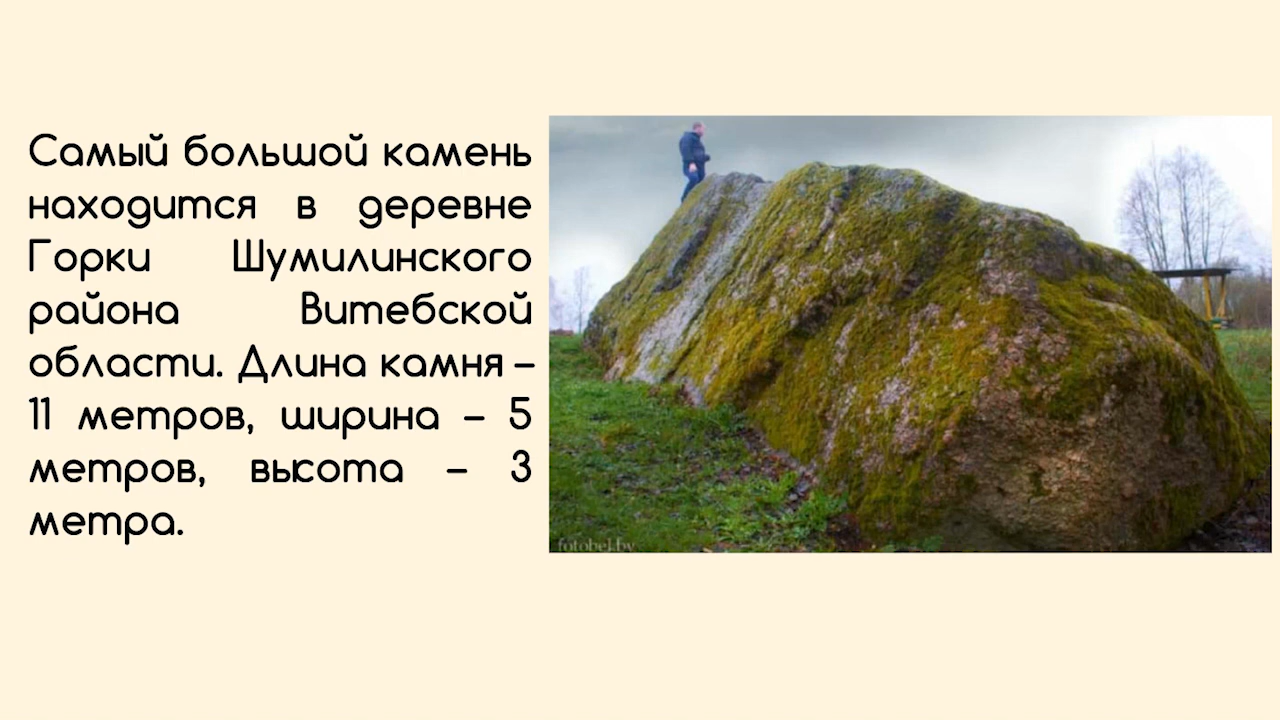 Самый большой камень
находится в деревне
Горки Шумилинского
района Витебской
области. Длина камня –
11 метров, ширина – 5
метров, высота – 3
метра.
fotobel.by